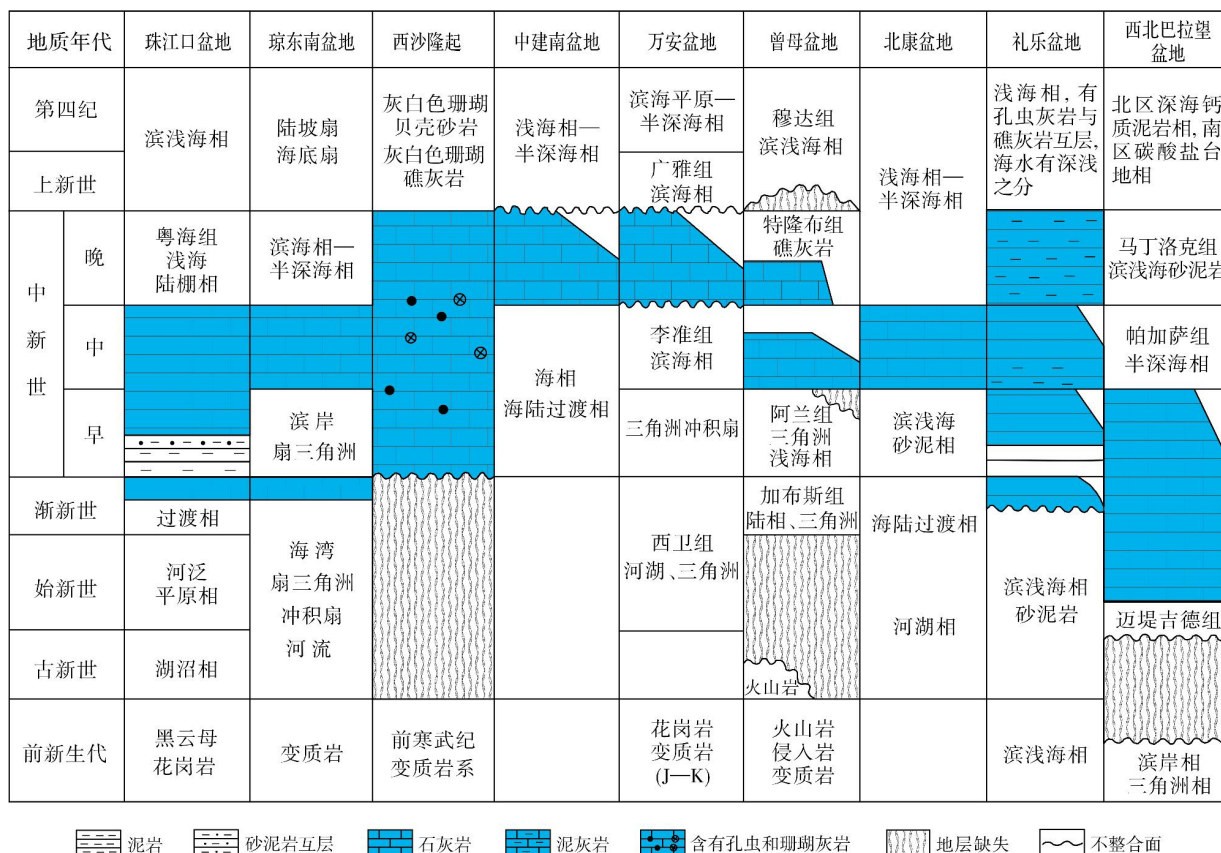 地质年代
珠江口盆地
琼东南盆地
西沙隆起
中建南盆地
万安盆地
曾母盆地
北康盆地
礼乐盆地
西北巴拉望
盆地
第四纪
上新世
中新世
晚
中
早
渐新世
始新世
古新世
前新生代
滨浅海相
粤海组
浅海
陆棚相
过渡相
河泛
平原相
湖沼相
黑云母
花岗岩
陆坡扇
海底扇
滨海相—
半深海相
滨岸
扇三角洲
海湾
扇三角洲
冲积扇
河流
变质岩
灰白色珊瑚
贝壳砂岩
灰白色珊瑚
礁灰岩
前寒武纪
变质岩系
浅海相—
半深海相
海相
海陆过渡相
滨海平原—
半深海相
广雅组
滨海相
李准组
滨海相
三角洲冲积扇
西卫组
河湖、三角洲
花岗岩
变质岩
(J—K)
穆达组
滨浅海相
特隆布组
礁灰岩
阿兰组
三角洲
浅海相
加布斯组
陆相、三角洲
火山岩
火山岩
侵入岩
变质岩
浅海相—
半深海相
滨浅海
砂泥相
海陆过渡相
河湖相
浅海相，有
孔虫灰岩与
礁灰岩互层，
海水有深浅
之分
滨浅海相
砂泥岩
滨浅海相
北区深海钙
质泥岩相，南
区碳酸盐台
地相
马丁洛克组
滨浅海砂泥岩
帕加萨组
半深海相
迈堤吉德组
滨岸相
三角洲相
泥岩
砂泥岩互层
石灰岩
泥灰岩
含有孔虫和珊瑚灰岩
地层缺失
不整合面